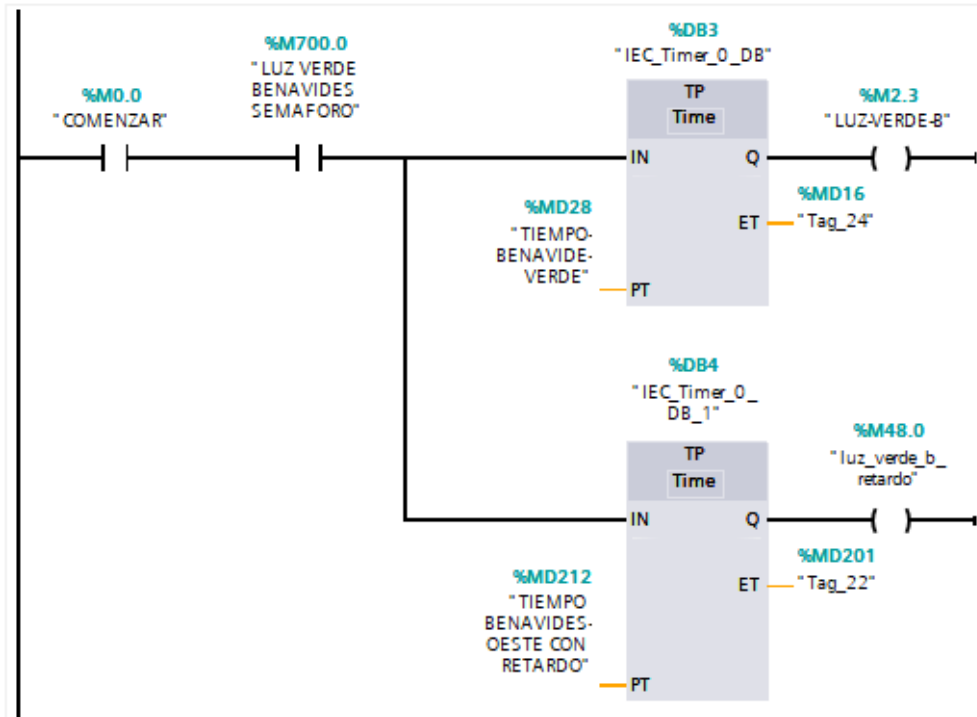 %M0.0
"COMENZAR"
%M700.0
"LUZ VERDE
BENAVIDES
SEMAFORO"
%DB3
"IEC_Timer_0_DB"
TP
Time
IN
Q
%M2.3
"LUZ-VERDE-B"
%MD28
"TIEMPO-
BENAVIDE-
VERDE"
PT
ET
%MD16
"Tag_24"
%DB4
"IEC_Timer_0_
DB_1"
TP
Time
IN
Q
%M48.0
"luz_verde_b_
retardo"
%MD212
"TIEMPO
BENAVIDES-
OESTE CON
RETARDO"
PT
ET
%MD201
"Tag_22"